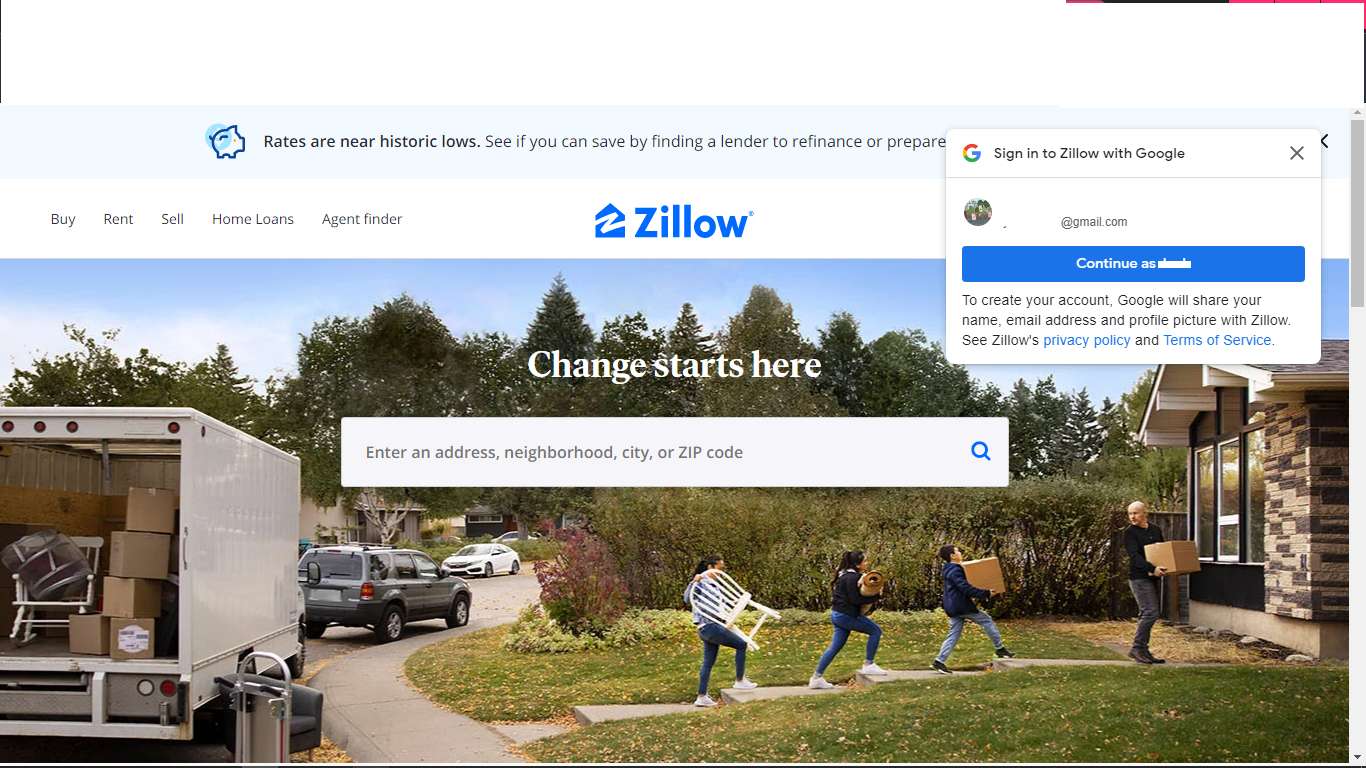 Rates are near historic lows. See if you can save by finding a lender to refinance or prepare
Sign in to Zillow with Google
@gmail.com
Continue as
To create your account, Google will share your
name, email address and profile picture with Zillow.
See Zillow's privacy policy and Terms of Service.
Buy Rent Sell Home Loans Agent finder
Zillow®
Change starts here
Enter an address, neighborhood, city, or ZIP code